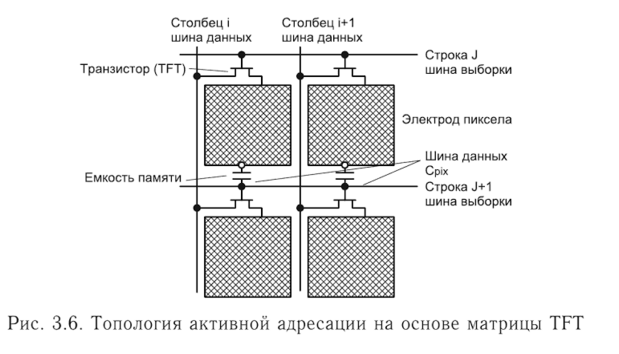 Столбец i
шина данных
Столбец i+1
шина данных
Строка J
шина выборки
Транзистор (TFT)
Электрод пиксела
Шина данных
Cpix
Емкость памяти
Строка J+1
шина выборки
Рис. 3.6. Топология активной адресации на основе матрицы TFT